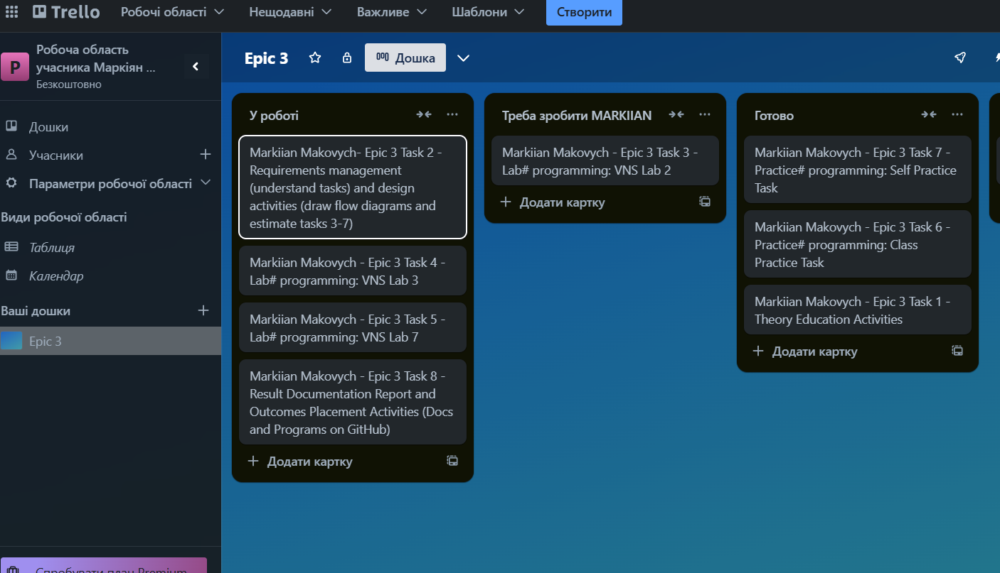 Trello
Робочі області
Нещодавні
Важливе
Шаблони
Створити
P
Робоча область
учасника Маркіян ...
Безкоштовно
Дошки
Учасники
Параметри робочої області
Види робочої області
Таблиця
Календар
Ваші дошки
Epic 3
Спробувати план Premium
Epic 3
Дошка
У роботі
Markiian Makovych- Epic 3 Task 2 -
Requirements management
(understand tasks) and design
activities (draw flow diagrams and
estimate tasks 3-7)
Markiian Makovych - Epic 3 Task 4 -
Lab# programming: VNS Lab 3
Markiian Makovych - Epic 3 Task 5 -
Lab# programming: VNS Lab 7
Markiian Makovych - Epic 3 Task 8 -
Result Documentation Report and
Outcomes Placement Activities (Docs
and Programs on GitHub)
Додати картку
Треба зробити MARKIIAN
Markiian Makovych - Epic 3 Task 3 -
Lab# programming: VNS Lab 2
Додати картку
Готово
Markiian Makovych - Epic 3 Task 7 -
Practice# programming: Self Practice
Task
Markiian Makovych - Epic 3 Task 6 -
Practice# programming: Class
Practice Task
Markiian Makovych - Epic 3 Task 1 -
Theory Education Activities
Додати картку